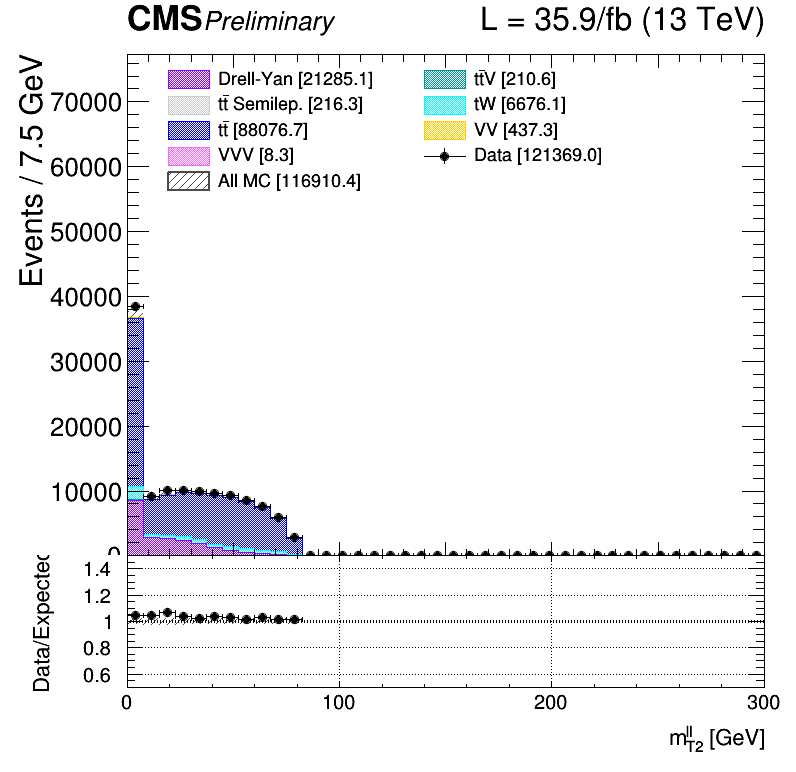 CMS Preliminary L = 35.9/fb (13 TeV)
Events / 7.5 GeV
Drell-Yan [21285.1]
tt̄ Semilep. [216.3]
tt̄ [88076.7]
VVV [8.3]
All MC [116910.4]
tt̄V [210.6]
tW [6676.1]
VV [437.3]
Data [121369.0]
70000
60000
50000
40000
30000
20000
10000
0
Data/Expected
1.4
1.2
1
0.8
0.6
0 100 200 300
m_{T2}^{ll} [GeV]